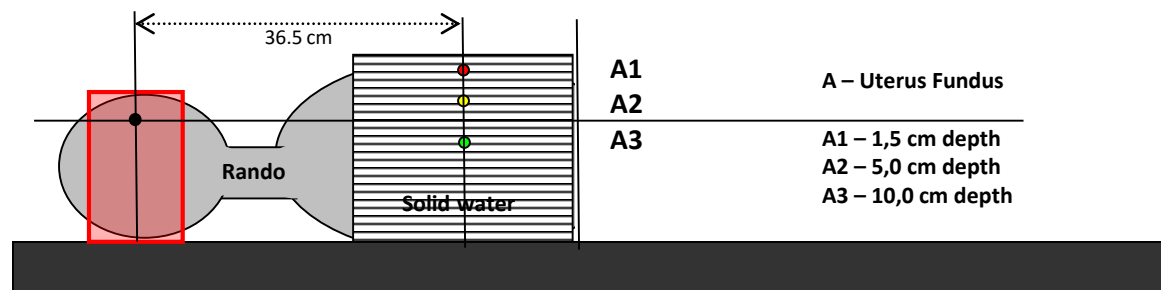 36.5 cm
A1
A – Uterus Fundus
A2
A3
A1 – 1,5 cm depth
A2 – 5,0 cm depth
A3 – 10,0 cm depth
Rando
Solid water